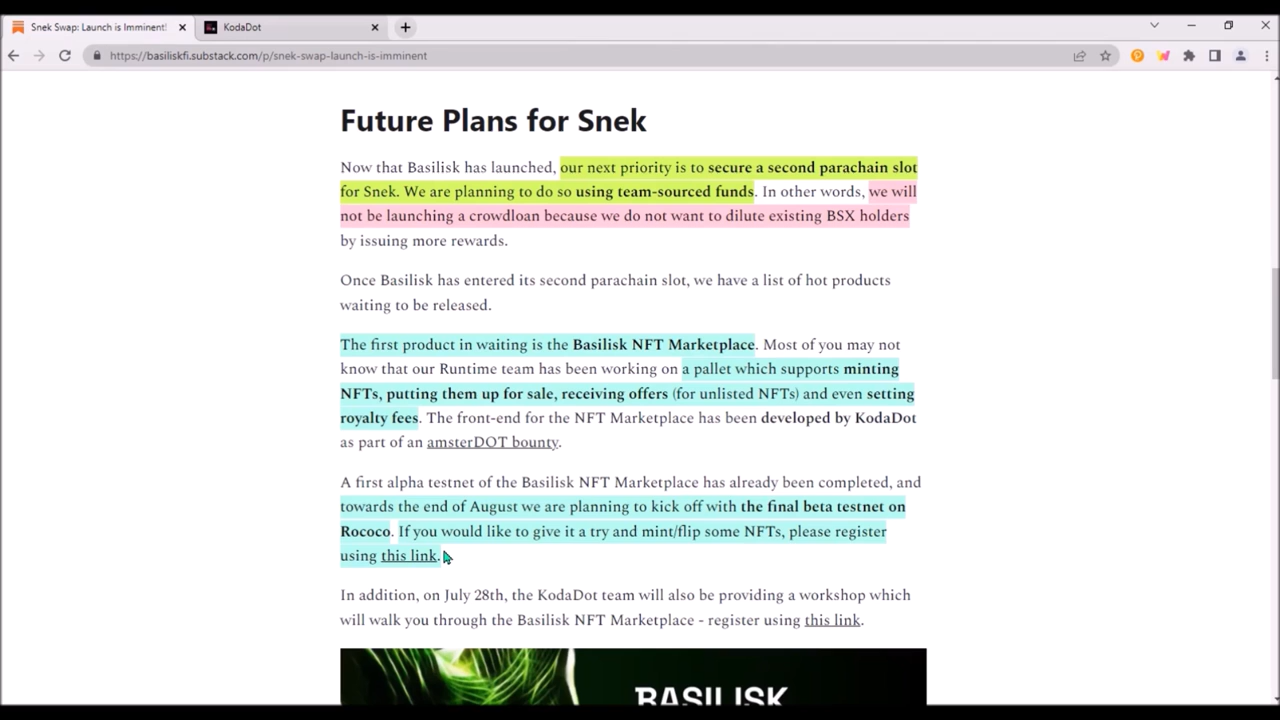 Snek Swap: Launch is Imminent!
KodaDot
https://basiliskfi.substack.com/p/snek-swap-launch-is-imminent
Future Plans for Snek
Now that Basilisk has launched, our next priority is to secure a second parachain slot
for Snek. We are planning to do so using team-sourced funds. In other words, we will
not be launching a crowdloan because we do not want to dilute existing BSX holders
by issuing more rewards.
Once Basilisk has entered its second parachain slot, we have a list of hot products
waiting to be released.
The first product in waiting is the Basilisk NFT Marketplace. Most of you may not
know that our Runtime team has been working on a pallet which supports minting
NFTs, putting them up for sale, receiving offers (for unlisted NFTs) and even setting
royalty fees. The front-end for the NFT Marketplace has been developed by KodaDot
as part of an amsterDOT bounty.
A first alpha testnet of the Basilisk NFT Marketplace has already been completed, and
towards the end of August we are planning to kick off with the final beta testnet on
Rococo. If you would like to give it a try and mint/flip some NFTs, please register
using this link.
In addition, on July 28th, the KodaDot team will also be providing a workshop which
will walk you through the Basilisk NFT Marketplace - register using this link.
BASILISK